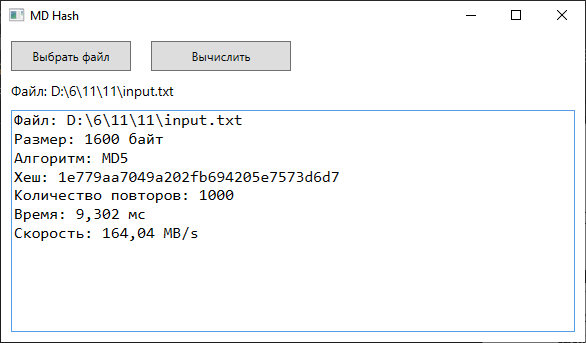 MD Hash
Выбрать файл
Вычислить
Файл: D:\6\11\11\input.txt
Файл: D:\6\11\11\input.txt
Размер: 1600 байт
Алгоритм: MD5
Хеш: 1e779aa7049a202fb694205e7573d6d7
Количество повторов: 1000
Время: 9,302 мс
Скорость: 164,04 MB/s